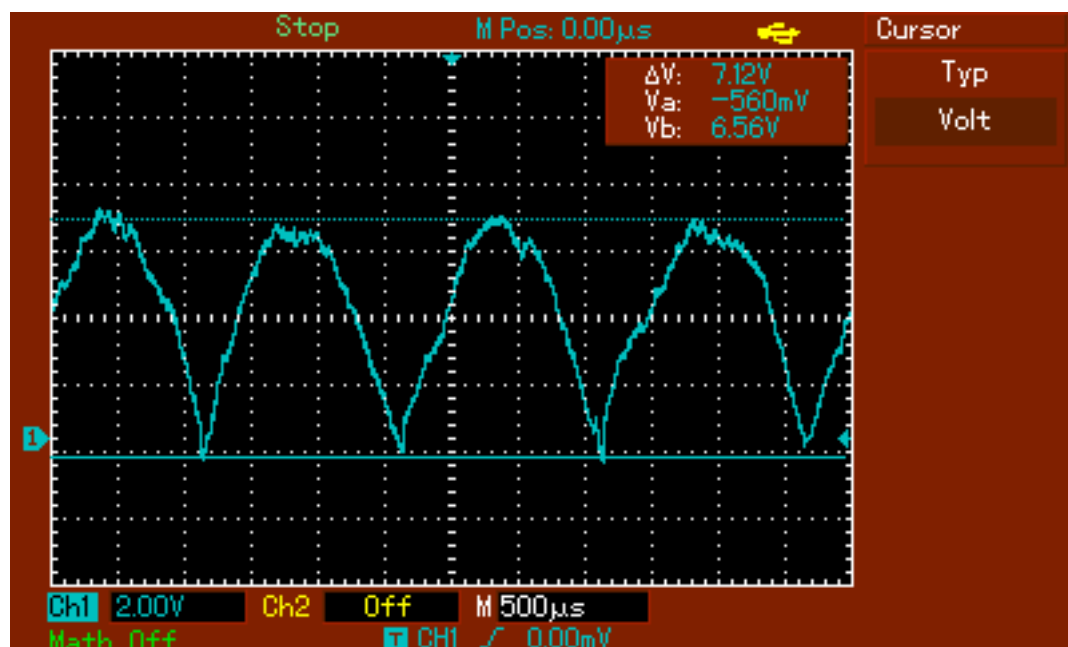 Stop M Pos: 0.00µs Cursor
ΔV: 7.12V
Va: -560mV
Vb: 6.56V
Typ
Volt
1
Ch1 2.00V Ch2 Off M 500µs
Math Off T CH1 0.00mV